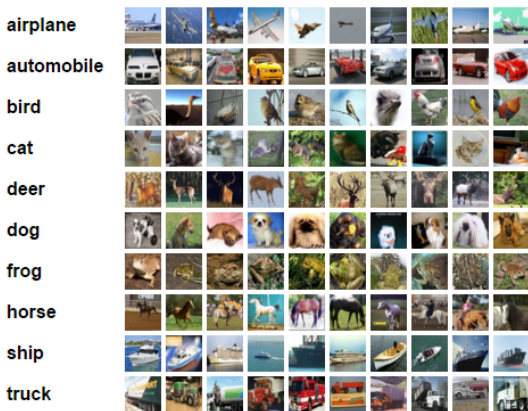 airplane
automobile
bird
cat
deer
dog
frog
horse
ship
truck